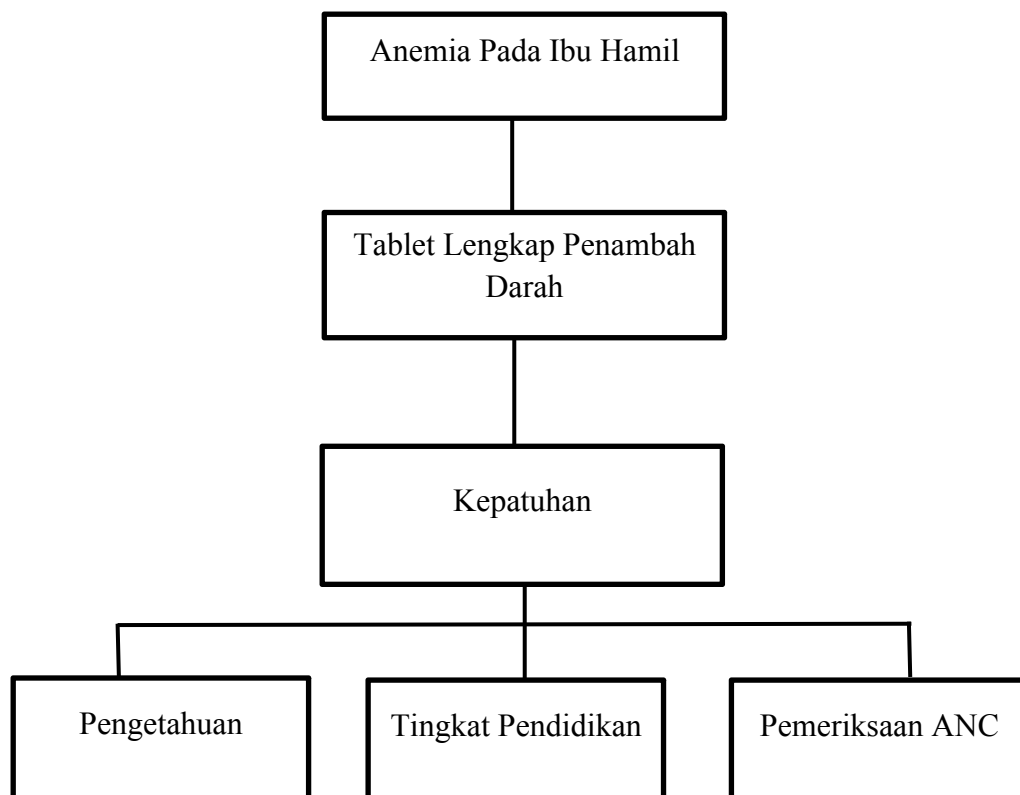 Anemia Pada Ibu Hamil
Tablet Lengkap Penambah
Darah
Kepatuhan
Pengetahuan
Tingkat Pendidikan
Pemeriksaan ANC